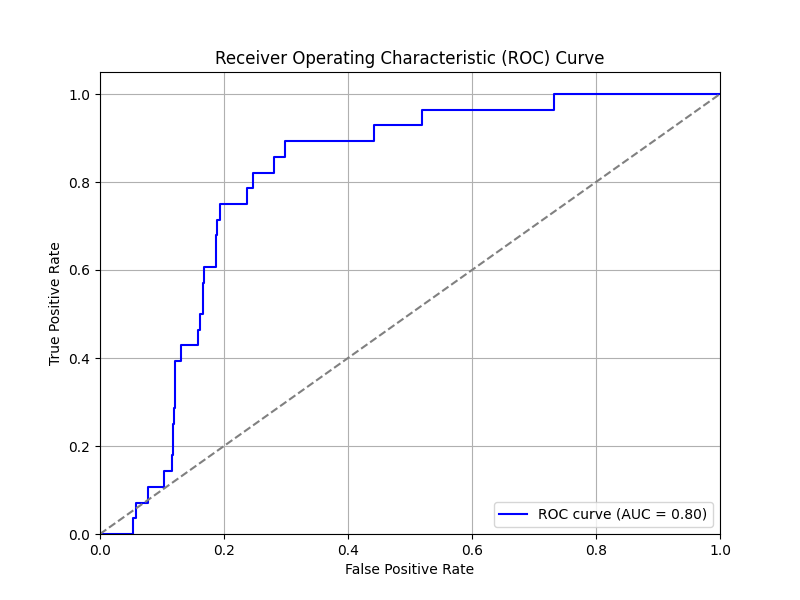 Receiver Operating Characteristic (ROC) Curve
True Positive Rate
1.0
0.8
0.6
0.4
0.2
0.0
0.0 0.2 0.4 0.6 0.8 1.0
False Positive Rate
ROC curve (AUC = 0.80)